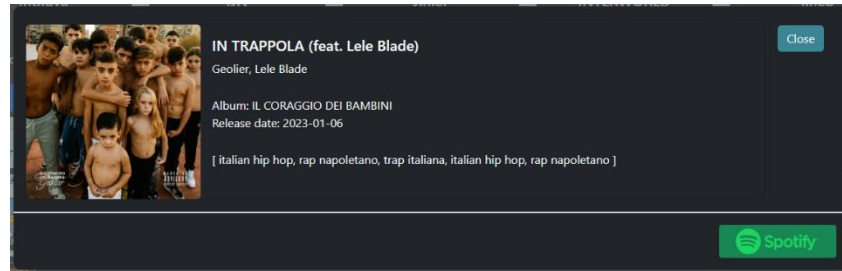 IN TRAPPOLA (feat. Lele Blade)
Close
Geolier, Lele Blade
Album: IL CORAGGIO DEI BAMBINI
Release date: 2023-01-06
[ italian hip hop, rap napoletano, trap italiana, italian hip hop, rap napoletano ]
Spotify